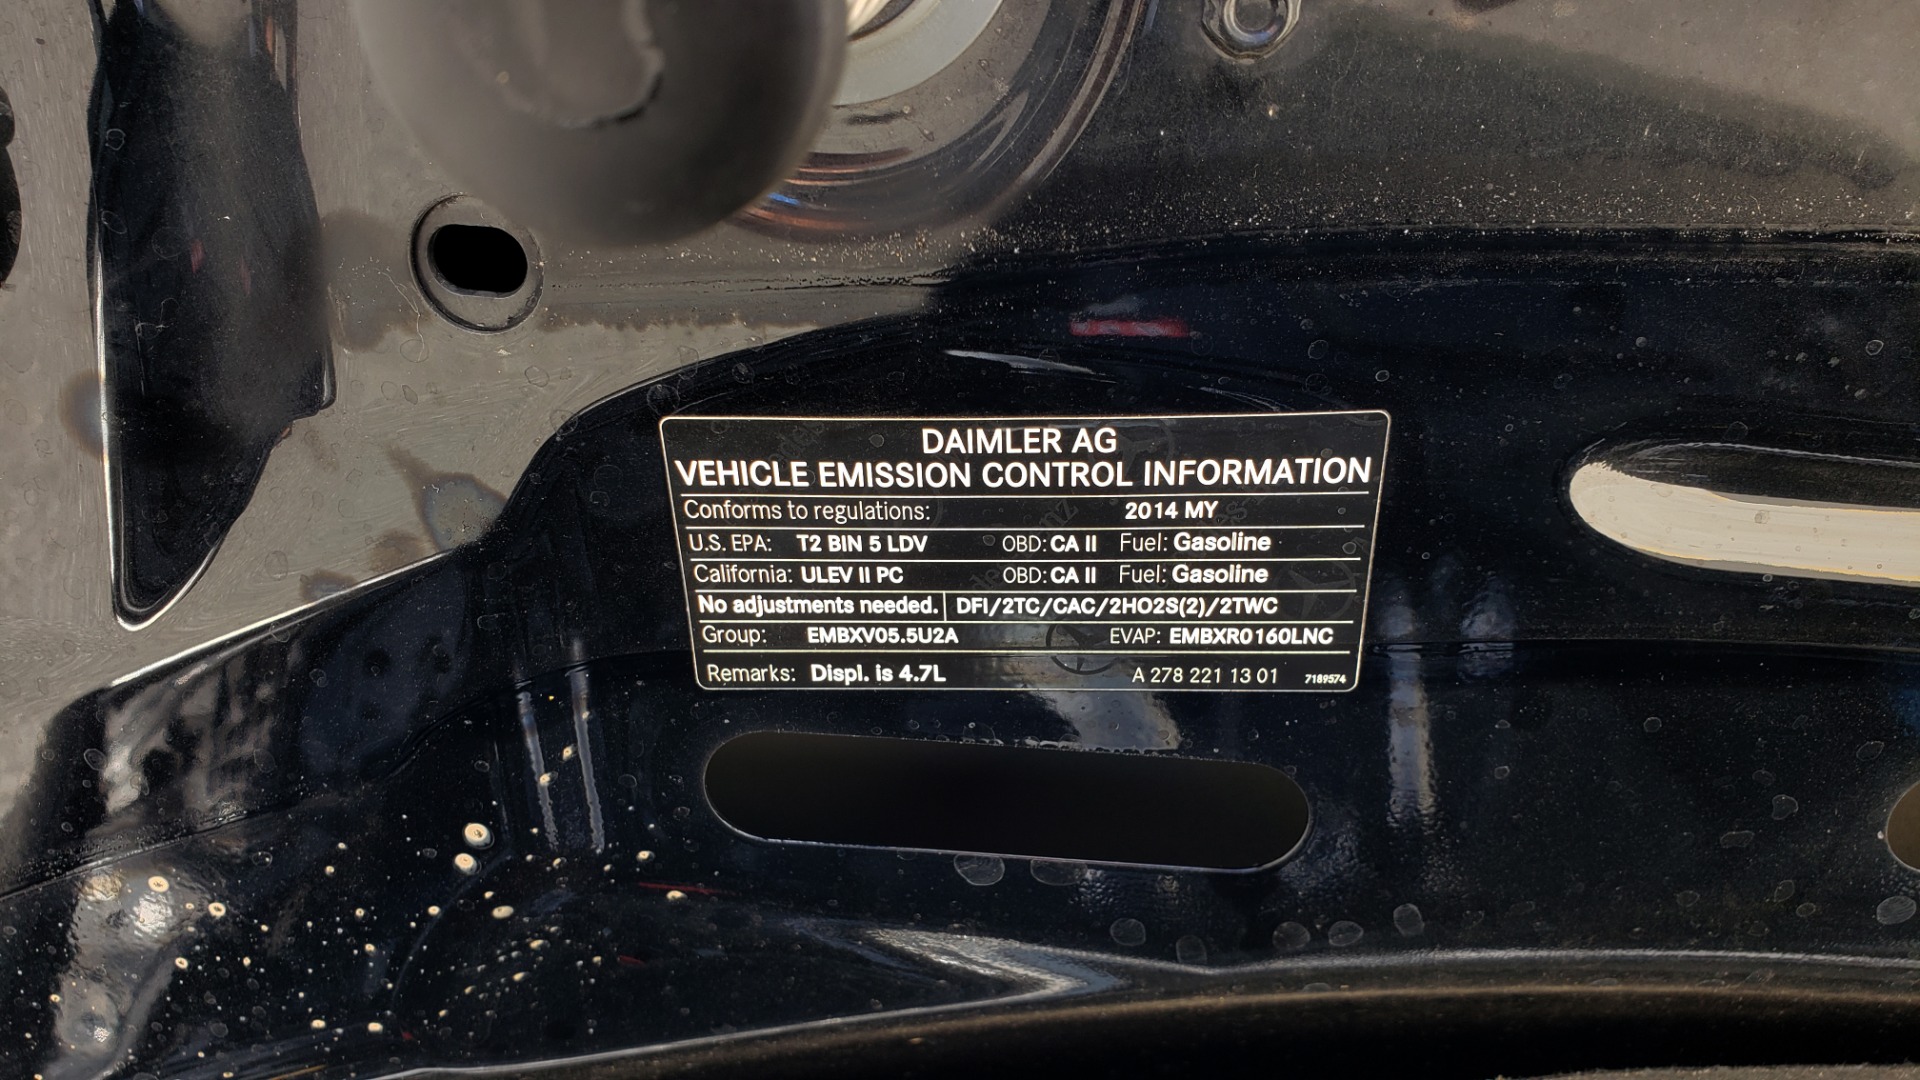 DAIMLER AG
VEHICLE EMISSION CONTROL INFORMATION
Conforms to regulations: 2014 MY
U.S. EPA: T2 BIN 5 LDV OBD: CA II Fuel: Gasoline
California: ULEV II PC OBD: CA II Fuel: Gasoline
No adjustments needed. DFI/2TC/CAC/2HO2S(2)/2TWC
Group: EMBXV05.5U2A EVAP: EMBXR0160LNC
Remarks: Displ. is 4.7L A 278 221 13 01 7189574